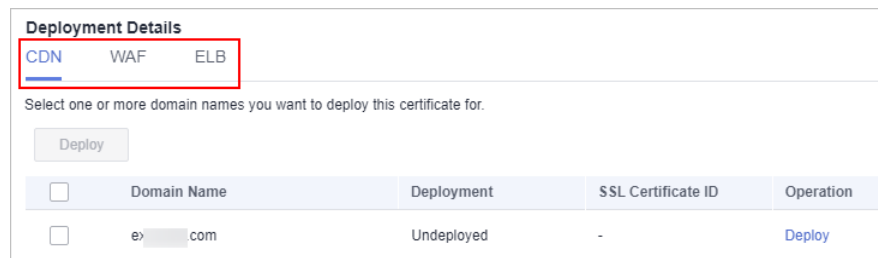 Deployment Details
CDN WAF ELB
Select one or more domain names you want to deploy this certificate for.
Deploy
Domain Name Deployment SSL Certificate ID Operation
ex .com Undeployed - Deploy